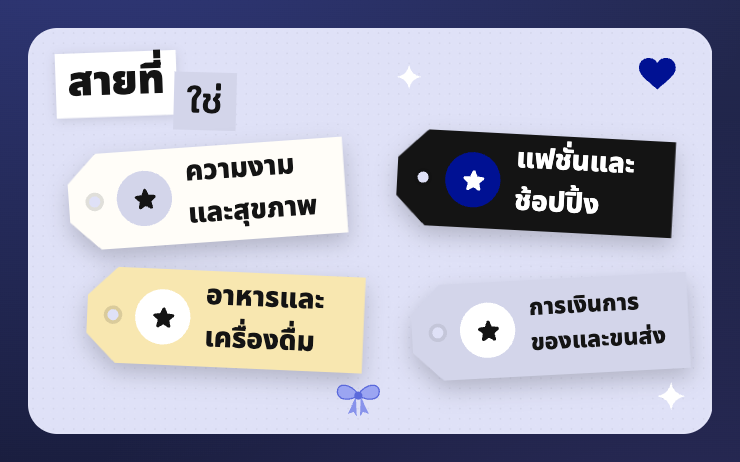 สายที่
ใช่
ความงาม
และสุขภาพ
แฟชั่นและ
ช้อปปิ้ง
อาหารและ
เครื่องดื่ม
การเงินการ
ของและขนส่ง